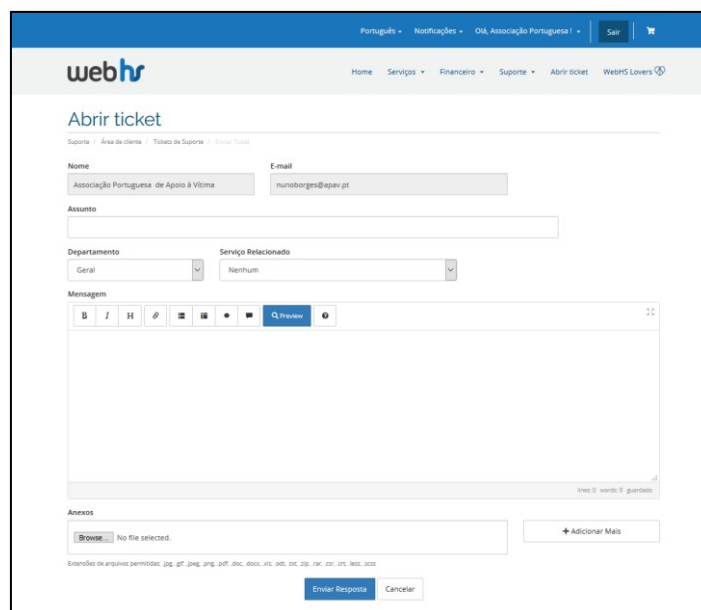 Português Notificações Olá, Associação Portuguesa ! Sair
webhs Home Serviços Financeiro Suporte Abrir ticket WebHS Lovers
Abrir ticket
Suporte / Área de cliente / Tickets de Suporte / Enviar Ticket
Nome E-mail
Associação Portuguesa de Apoio à Vítima nunoborges@apav.pt
Assunto
Departamento Serviço Relacionado
Geral Nenhum
Mensagem
B I H Preview
lines: 0 words: 0 guardado
Anexos
Browse... No file selected. + Adicionar Mais
Extensões de arquivos permitidas: .jpg, .gif, .jpeg, .png, .pdf, .doc, .docx, .xls, .odt, .txt, .zip, .rar, .csr, .crt, .less, .scss
Enviar Resposta Cancelar